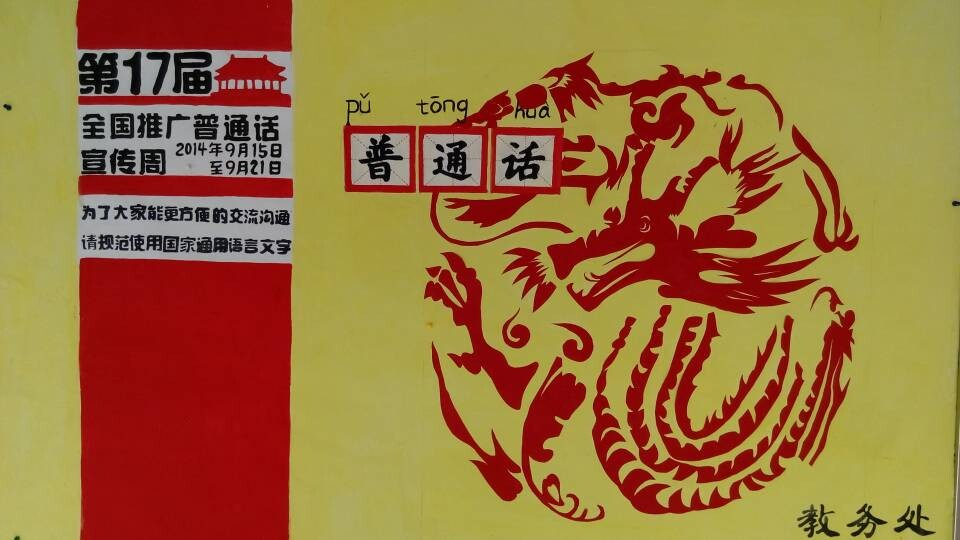 第17届
全国推广普通话
宣传周 2014年9月15日
至9月21日
为了大家能更方便的交流沟通
请规范使用国家通用语言文字
pǔ tōng huà
普通话
教务处